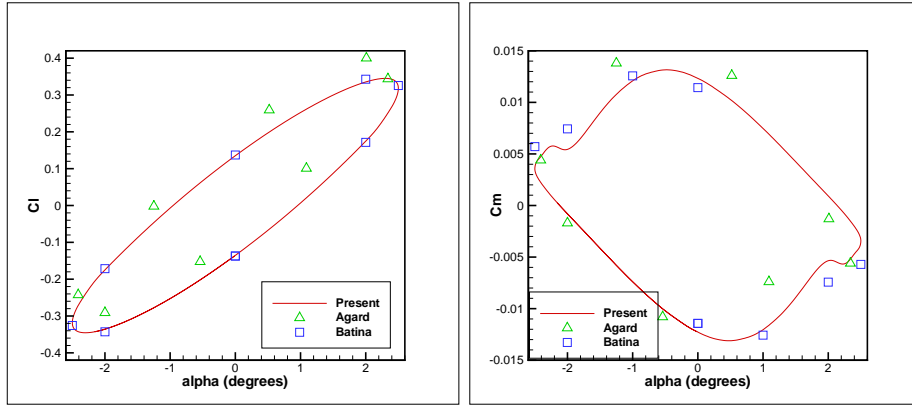 0.4
0.3
0.2
0.1
0
-0.1
-0.2
-0.3
-0.4
Cl
-2
-1
0
1
2
alpha (degrees)
Present
Agard
Batina
0.015
0.01
0.005
0
-0.005
-0.01
-0.015
Cm
-2
-1
0
1
2
alpha (degrees)
Present
Agard
Batina